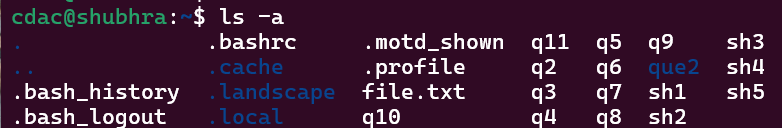 cdac@shubhra:~$ ls -a
. .bashrc .motd_shown q11 q5 q9 sh3
.. .cache .profile q2 q6 que2 sh4
.bash_history .landscape file.txt q3 q7 sh1 sh5
.bash_logout .local q10 q4 q8 sh2